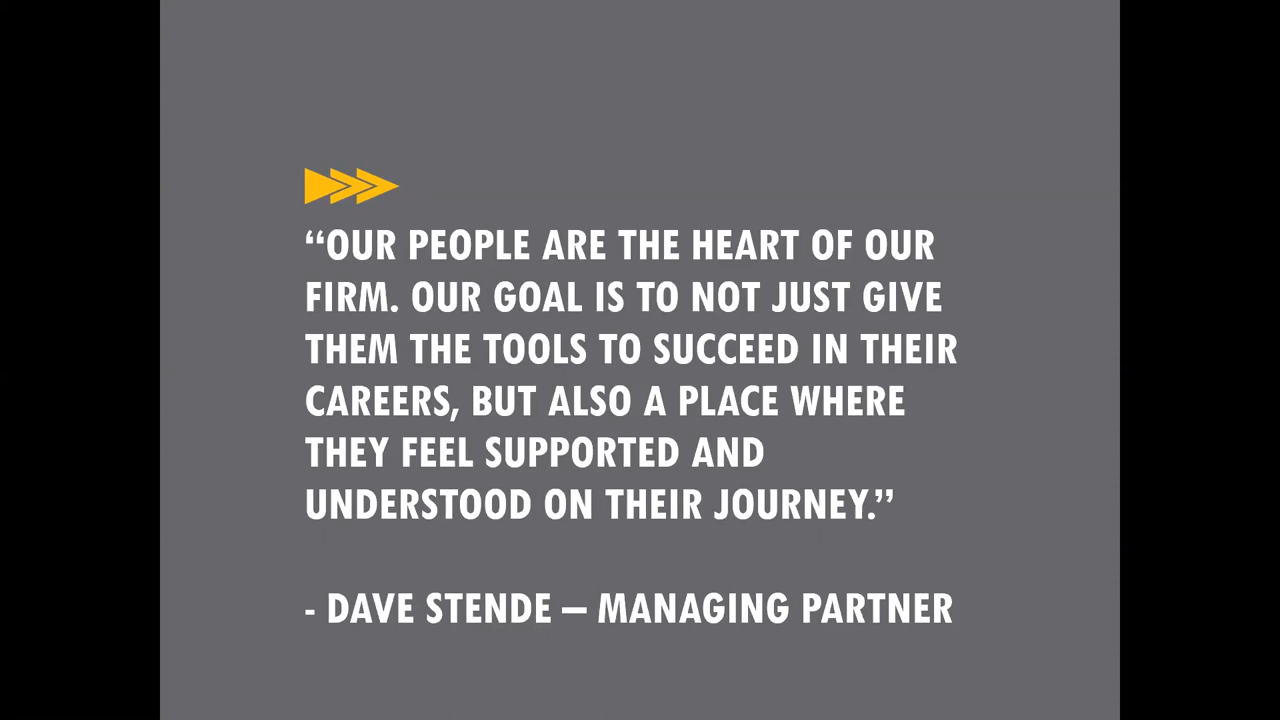 “OUR PEOPLE ARE THE HEART OF OUR
FIRM. OUR GOAL IS TO NOT JUST GIVE
THEM THE TOOLS TO SUCCEED IN THEIR
CAREERS, BUT ALSO A PLACE WHERE
THEY FEEL SUPPORTED AND
UNDERSTOOD ON THEIR JOURNEY.”
- DAVE STENDE – MANAGING PARTNER